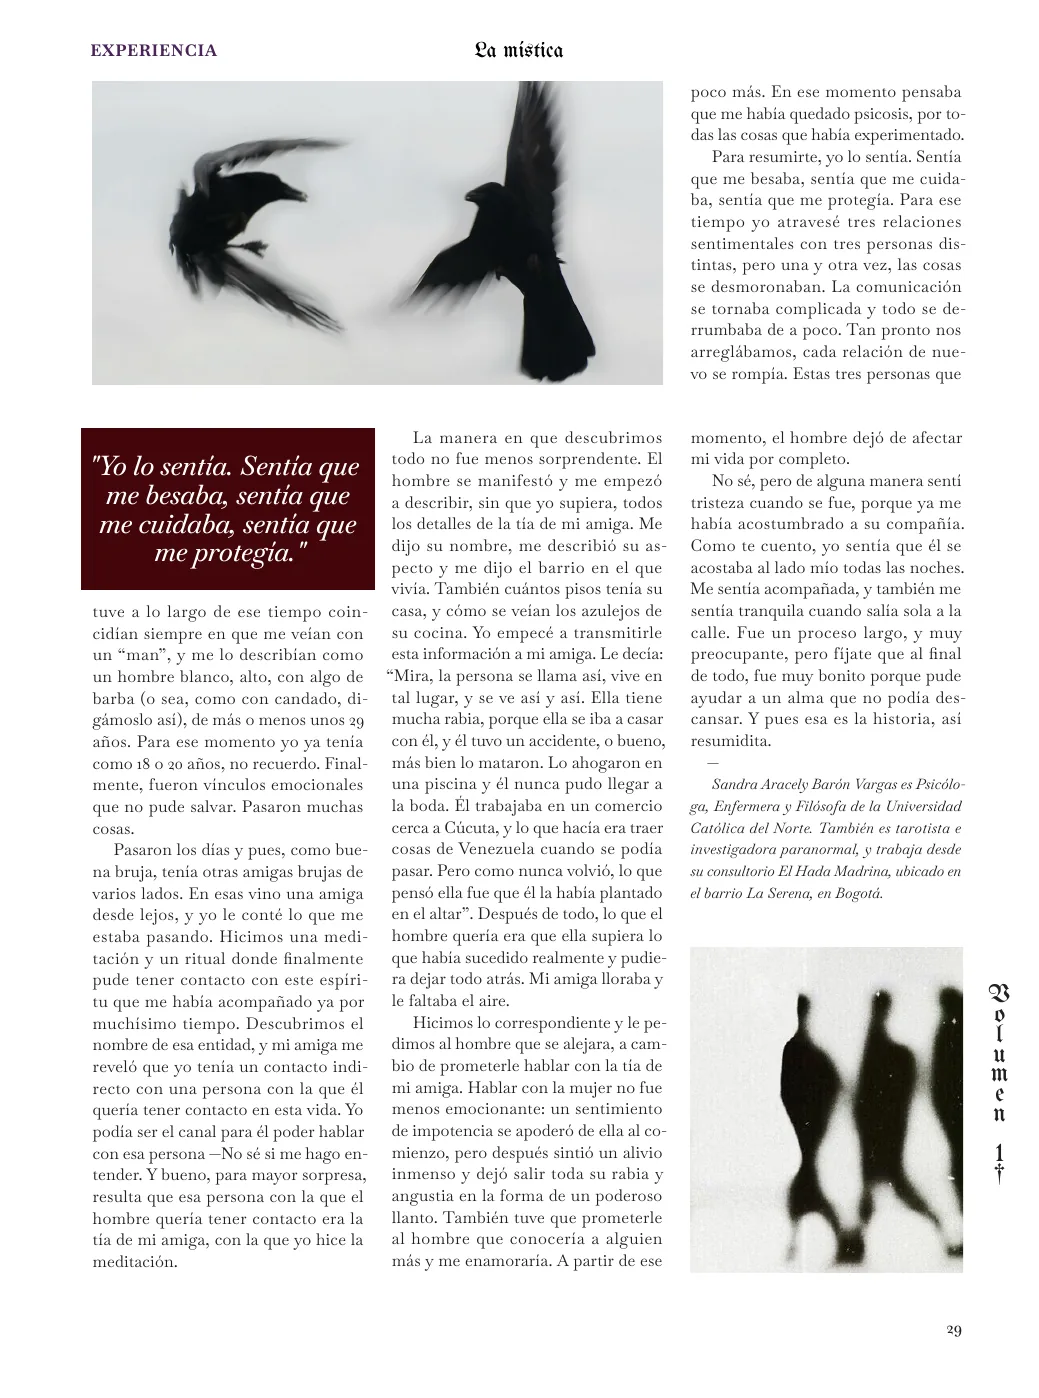 EXPERIENCIA
La mística
poco más. En ese momento pensaba
que me había quedado psicosis, por to-
das las cosas que había experimentado.
Para resumirte, yo lo sentía. Sentía
que me besaba, sentía que me cuida-
ba, sentía que me protegía. Para ese
tiempo yo atravesé tres relaciones
sentimentales con tres personas dis-
tintas, pero una y otra vez, las cosas
se desmoronaban. La comunicación
se tornaba complicada y todo se de-
rrumbaba de a poco. Tan pronto nos
arreglábamos, cada relación de nue-
vo se rompía. Estas tres personas que
"Yo lo sentía. Sentía que
me besaba, sentía que
me cuidaba, sentía que
me protegía."
tuve a lo largo de ese tiempo coin-
cidían siempre en que me veían con
un “man”, y me lo describían como
un hombre blanco, alto, con algo de
barba (o sea, como con candado, di-
gámoslo así), de más o menos unos 29
años. Para ese momento yo ya tenía
como 18 o 20 años, no recuerdo. Final-
mente, fueron vínculos emocionales
que no pude salvar. Pasaron muchas
cosas.
Pasaron los días y pues, como bue-
na bruja, tenía otras amigas brujas de
varios lados. En esas vino una amiga
desde lejos, y yo le conté lo que me
estaba pasando. Hicimos una medi-
tación y un ritual donde finalmente
pude tener contacto con este espíri-
tu que me había acompañado ya por
muchísimo tiempo. Descubrimos el
nombre de esa entidad, y mi amiga me
reveló que yo tenía un contacto indi-
recto con una persona con la que él
quería tener contacto en esta vida. Yo
podía ser el canal para él poder hablar
con esa persona —No sé si me hago en-
tender. Y bueno, para mayor sorpresa,
resulta que esa persona con la que el
hombre quería tener contacto era la
tía de mi amiga, con la que yo hice la
meditación.
La manera en que descubrimos
todo no fue menos sorprendente. El
hombre se manifestó y me empezó
a describir, sin que yo supiera, todos
los detalles de la tía de mi amiga. Me
dijo su nombre, me describió su as-
pecto y me dijo el barrio en el que
vivía. También cuántos pisos tenía su
casa, y cómo se veían los azulejos de
su cocina. Yo empecé a transmitirle
esta información a mi amiga. Le decía:
“Mira, la persona se llama así, vive en
tal lugar, y se ve así y así. Ella tiene
mucha rabia, porque ella se iba a casar
con él, y él tuvo un accidente, o bueno,
más bien lo mataron. Lo ahogaron en
una piscina y él nunca pudo llegar a
la boda. Él trabajaba en un comercio
cerca a Cúcuta, y lo que hacía era traer
cosas de Venezuela cuando se podía
pasar. Pero como nunca volvió, lo que
pensó ella fue que él la había plantado
en el altar”. Después de todo, lo que el
hombre quería era que ella supiera lo
que había sucedido realmente y pudie-
ra dejar todo atrás. Mi amiga lloraba y
le faltaba el aire.
Hicimos lo correspondiente y le pe-
dimos al hombre que se alejara, a cam-
bio de prometerle hablar con la tía de
mi amiga. Hablar con la mujer no fue
menos emocionante: un sentimiento
de impotencia se apoderó de ella al co-
mienzo, pero después sintió un alivio
inmenso y dejó salir toda su rabia y
angustia en la forma de un poderoso
llanto. También tuve que prometerle
al hombre que conocería a alguien
más y me enamoraría. A partir de ese
momento, el hombre dejó de afectar
mi vida por completo.
No sé, pero de alguna manera sentí
tristeza cuando se fue, porque ya me
había acostumbrado a su compañía.
Como te cuento, yo sentía que él se
acostaba al lado mío todas las noches.
Me sentía acompañada, y también me
sentía tranquila cuando salía sola a la
calle. Fue un proceso largo, y muy
preocupante, pero fíjate que al final
de todo, fue muy bonito porque pude
ayudar a un alma que no podía des-
cansar. Y pues esa es la historia, así
resumidita.
—
Sandra Aracely Barón Vargas es Psicólo-
ga, Enfermera y Filósofa de la Universidad
Católica del Norte. También es tarotista e
investigadora paranormal, y trabaja desde
su consultorio El Hada Madrina, ubicado en
el barrio La Serena, en Bogotá.
Volumen 1†
29